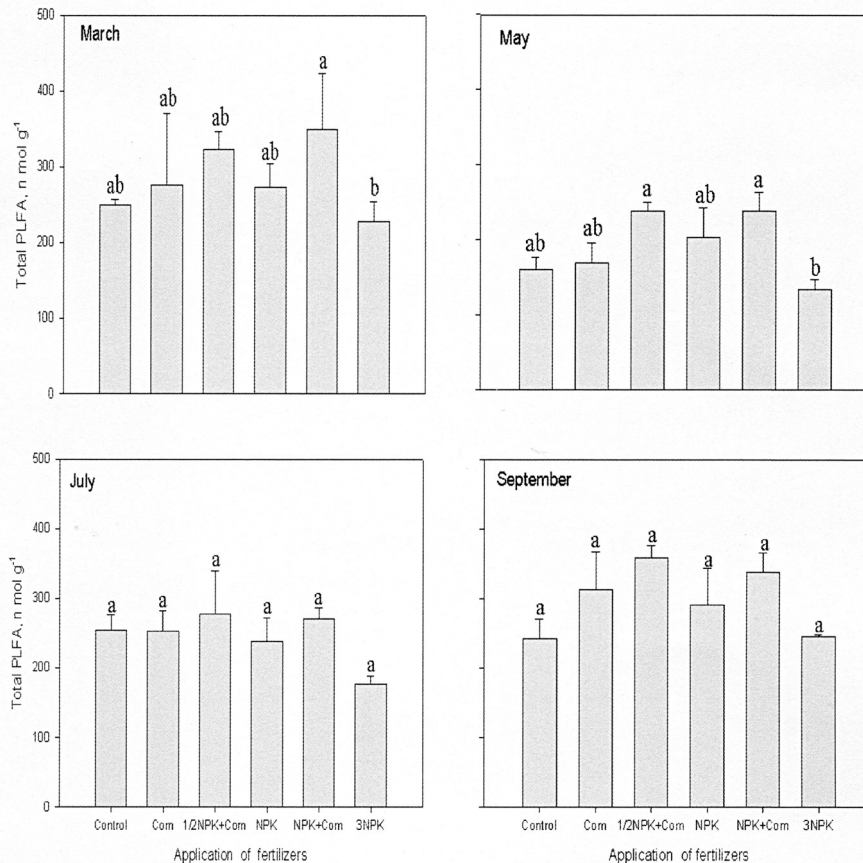 500
March
May
a
400
ab
ab
ab
Total PLFA, n mol g⁻¹
300
ab
b
a
ab
a
200
ab
ab
b
100
0
500
July
September
400
a
a
a
a
a
300
a
a
a
a
a
a
a
200
Total PLFA, n mol g⁻¹
100
0
Control Com 1/2NPK+Com NPK NPK+Com 3NPK
Control Com 1/2NPK+Com NPK NPK+Com 3NPK
Application of fertilizers
Application of fertilizers